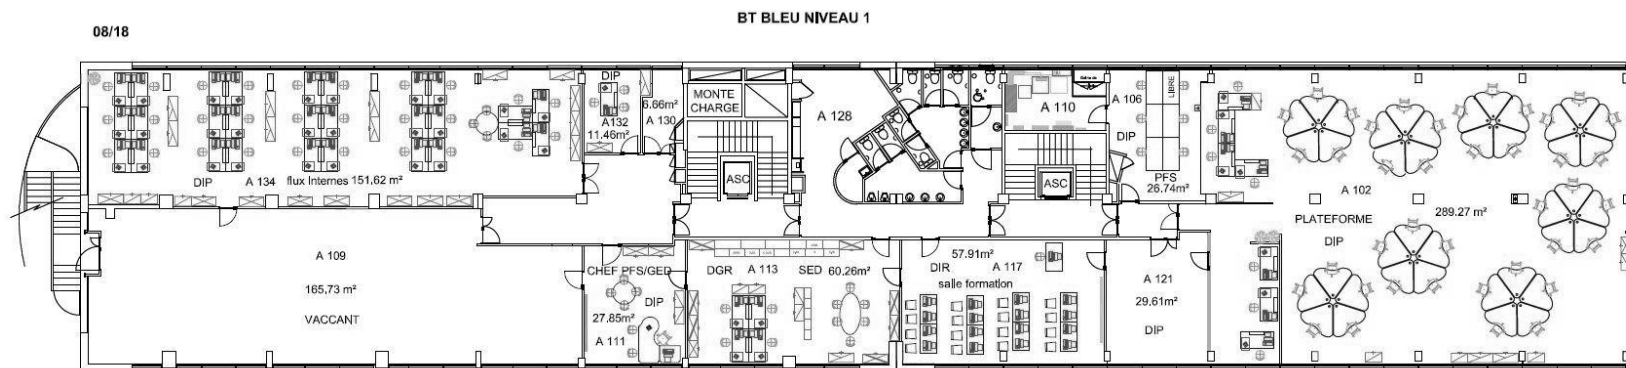 BT BLEU NIVEAU 1
08/18
DIP
6.66m²
A132
A 130
11.46m²
MONTE
CHARGE
A 128
A 110
A 106
LIBRE
DIP
PFS
26.74m²
ASC
ASC
DIP A 134 flux Internes 151,62 m²
A 102
PLATEFORME
289.27 m²
DIP
A 109
165,73 m²
VACCANT
CHEF PFS/GED
DIP
27.85m²
A 111
DGR A 113 SED 60,26m²
57.91m²
DIR A 117
salle formation
A 121
29.61m²
DIP